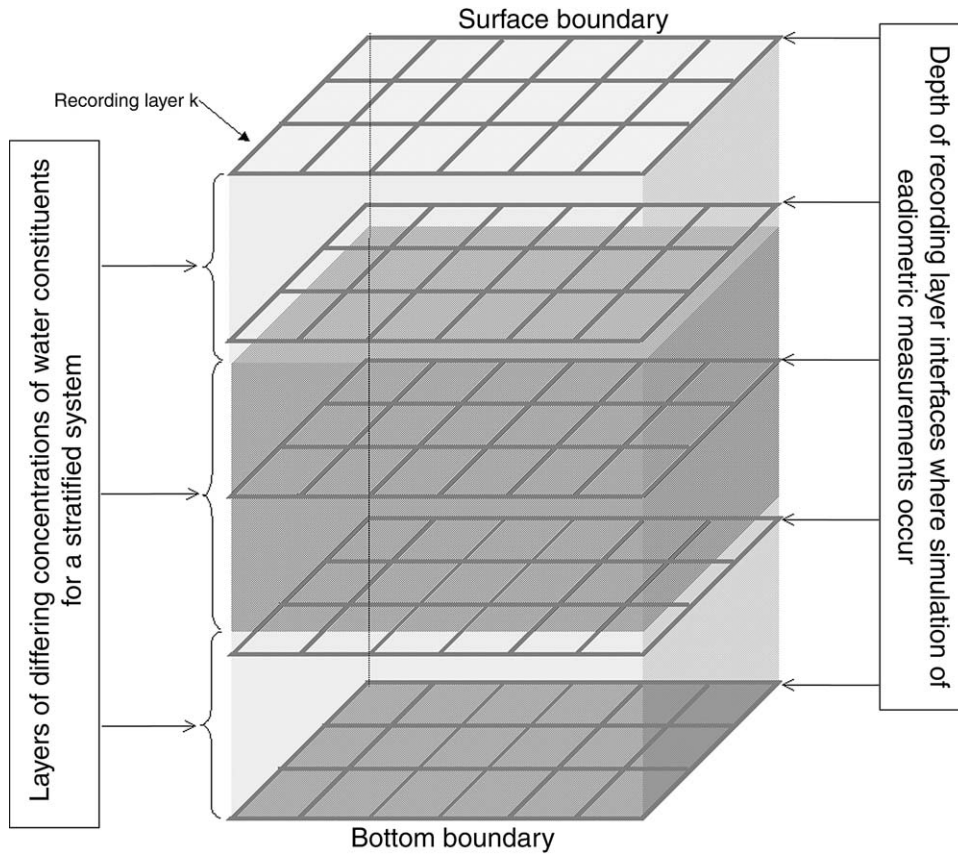 Surface boundary
Recording layer k
Layers of differing concentrations of water constituents
for a stratified system
Depth of recording layer interfaces where simulation of
eadiometric measurements occur
Bottom boundary